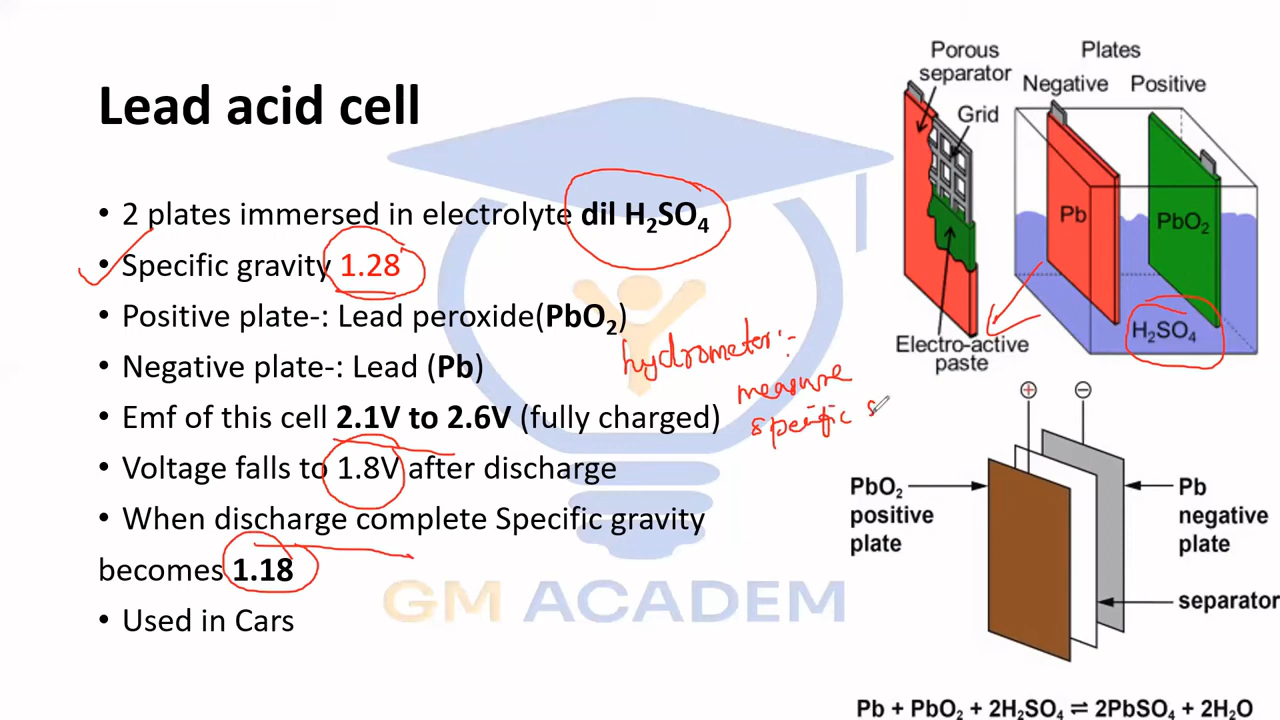 Lead acid cell
• 2 plates immersed in electrolyte dil H₂SO₄
• Specific gravity 1.28
• Positive plate-: Lead peroxide(PbO₂)
• Negative plate-: Lead (Pb)
• Emf of this cell 2.1V to 2.6V (fully charged)
• Voltage falls to 1.8V after discharge
• When discharge complete Specific gravity
becomes 1.18
• Used in Cars
hydrometer :-
measure
specific
GM ACADEM
Porous
separator
Grid
Electro-active
paste
Plates
Negative Positive
Pb
PbO₂
H₂SO₄
+ −
PbO₂
positive
plate
Pb
negative
plate
separator
Pb + PbO₂ + 2H₂SO₄ ⇌ 2PbSO₄ + 2H₂O